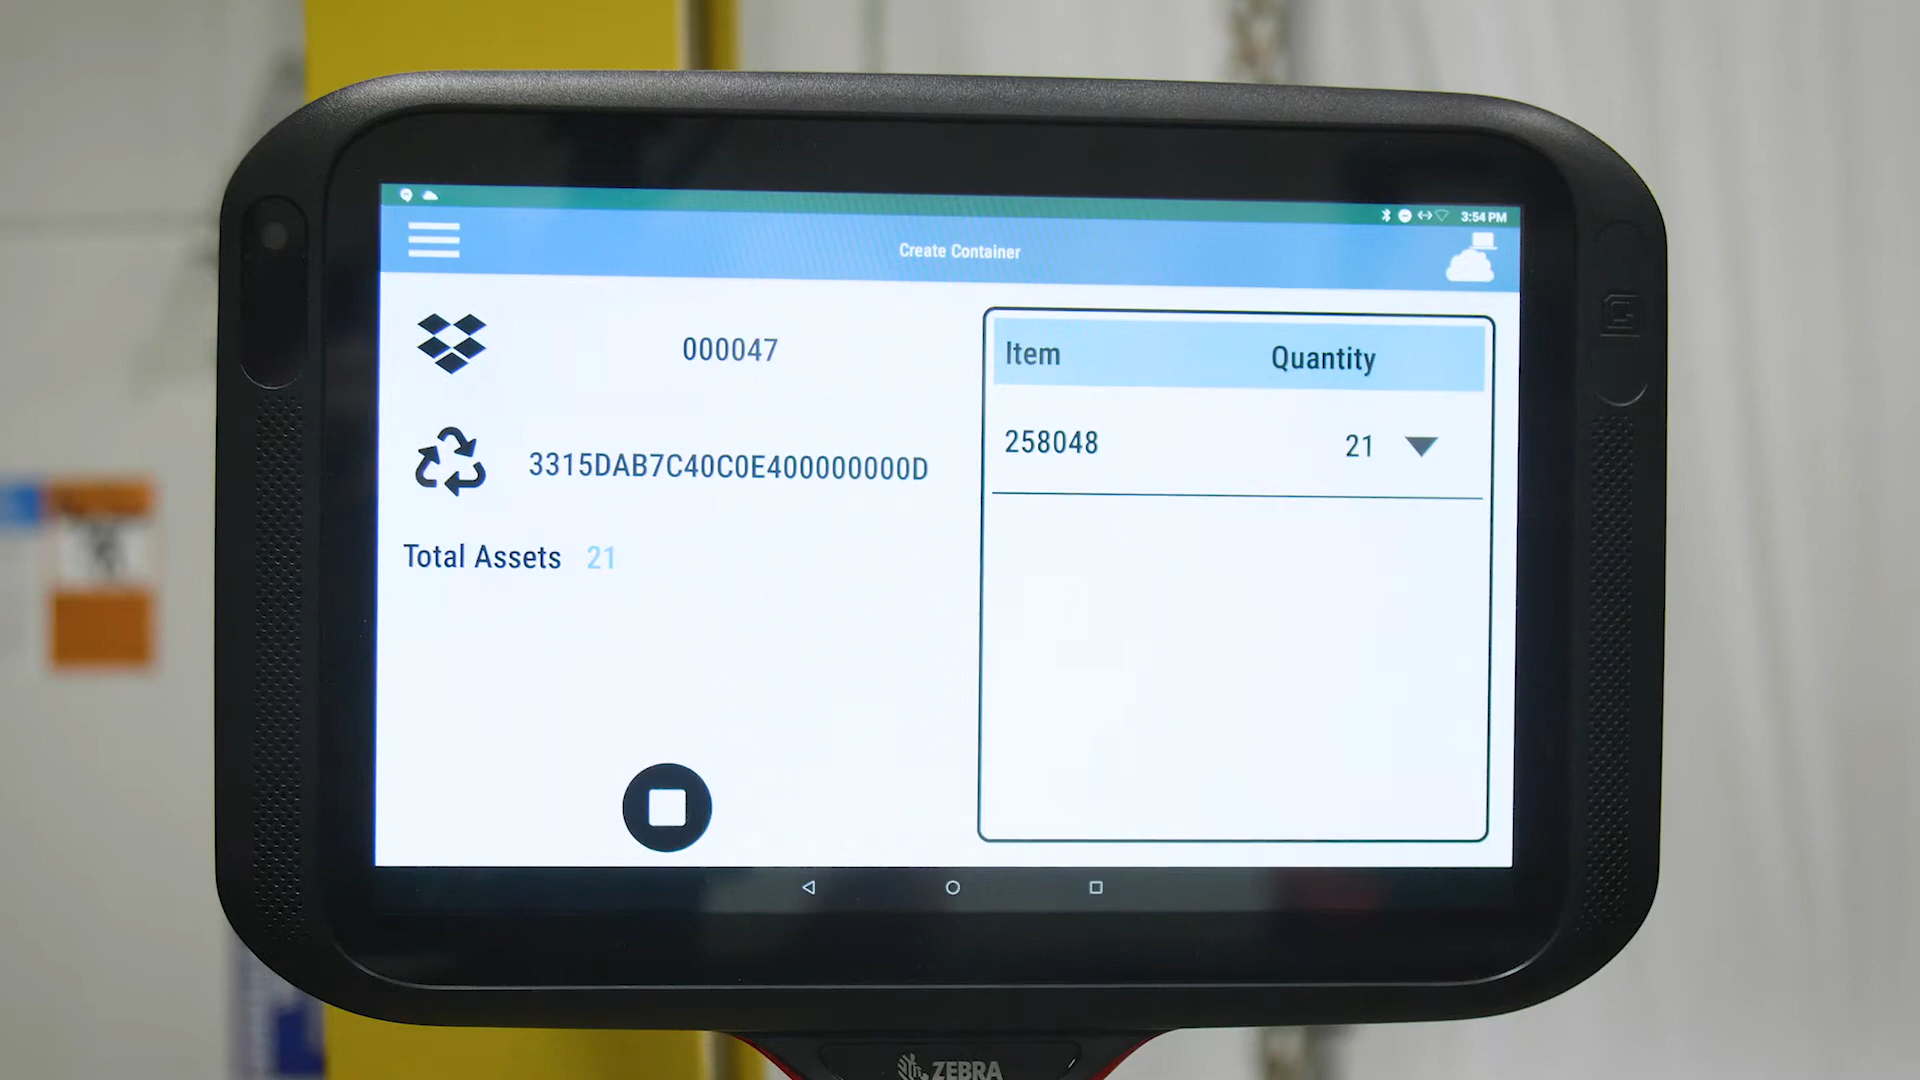 3:54 PM
Create Container
000047
3315DAB7C40C0E400000000D
Total Assets 21
Item Quantity
258048 21
ZEBRA